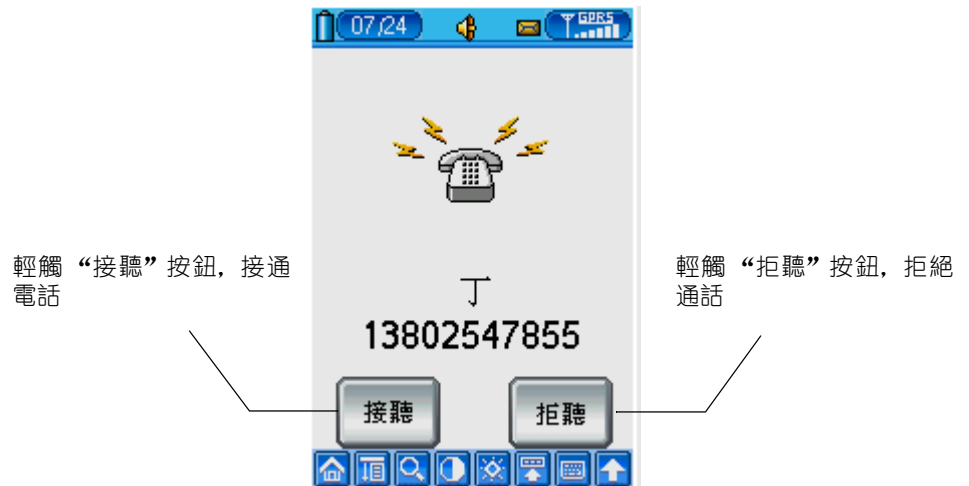 07/24 GPRS
輕觸“接聽”按鈕，接通
電話
輕觸“拒聽”按鈕，拒絕
通話
丁
13802547855
接聽 拒聽